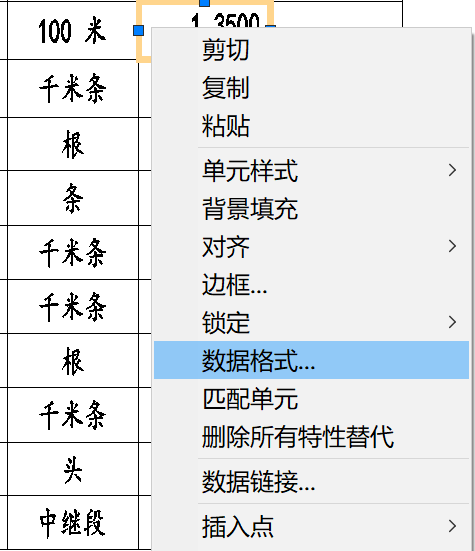 100 米
1.3500
千米条
根
条
千米条
千米条
根
千米条
头
中继段
剪切
复制
粘贴
单元样式
背景填充
对齐
边框...
锁定
数据格式...
匹配单元
删除所有特性替代
数据链接...
插入点